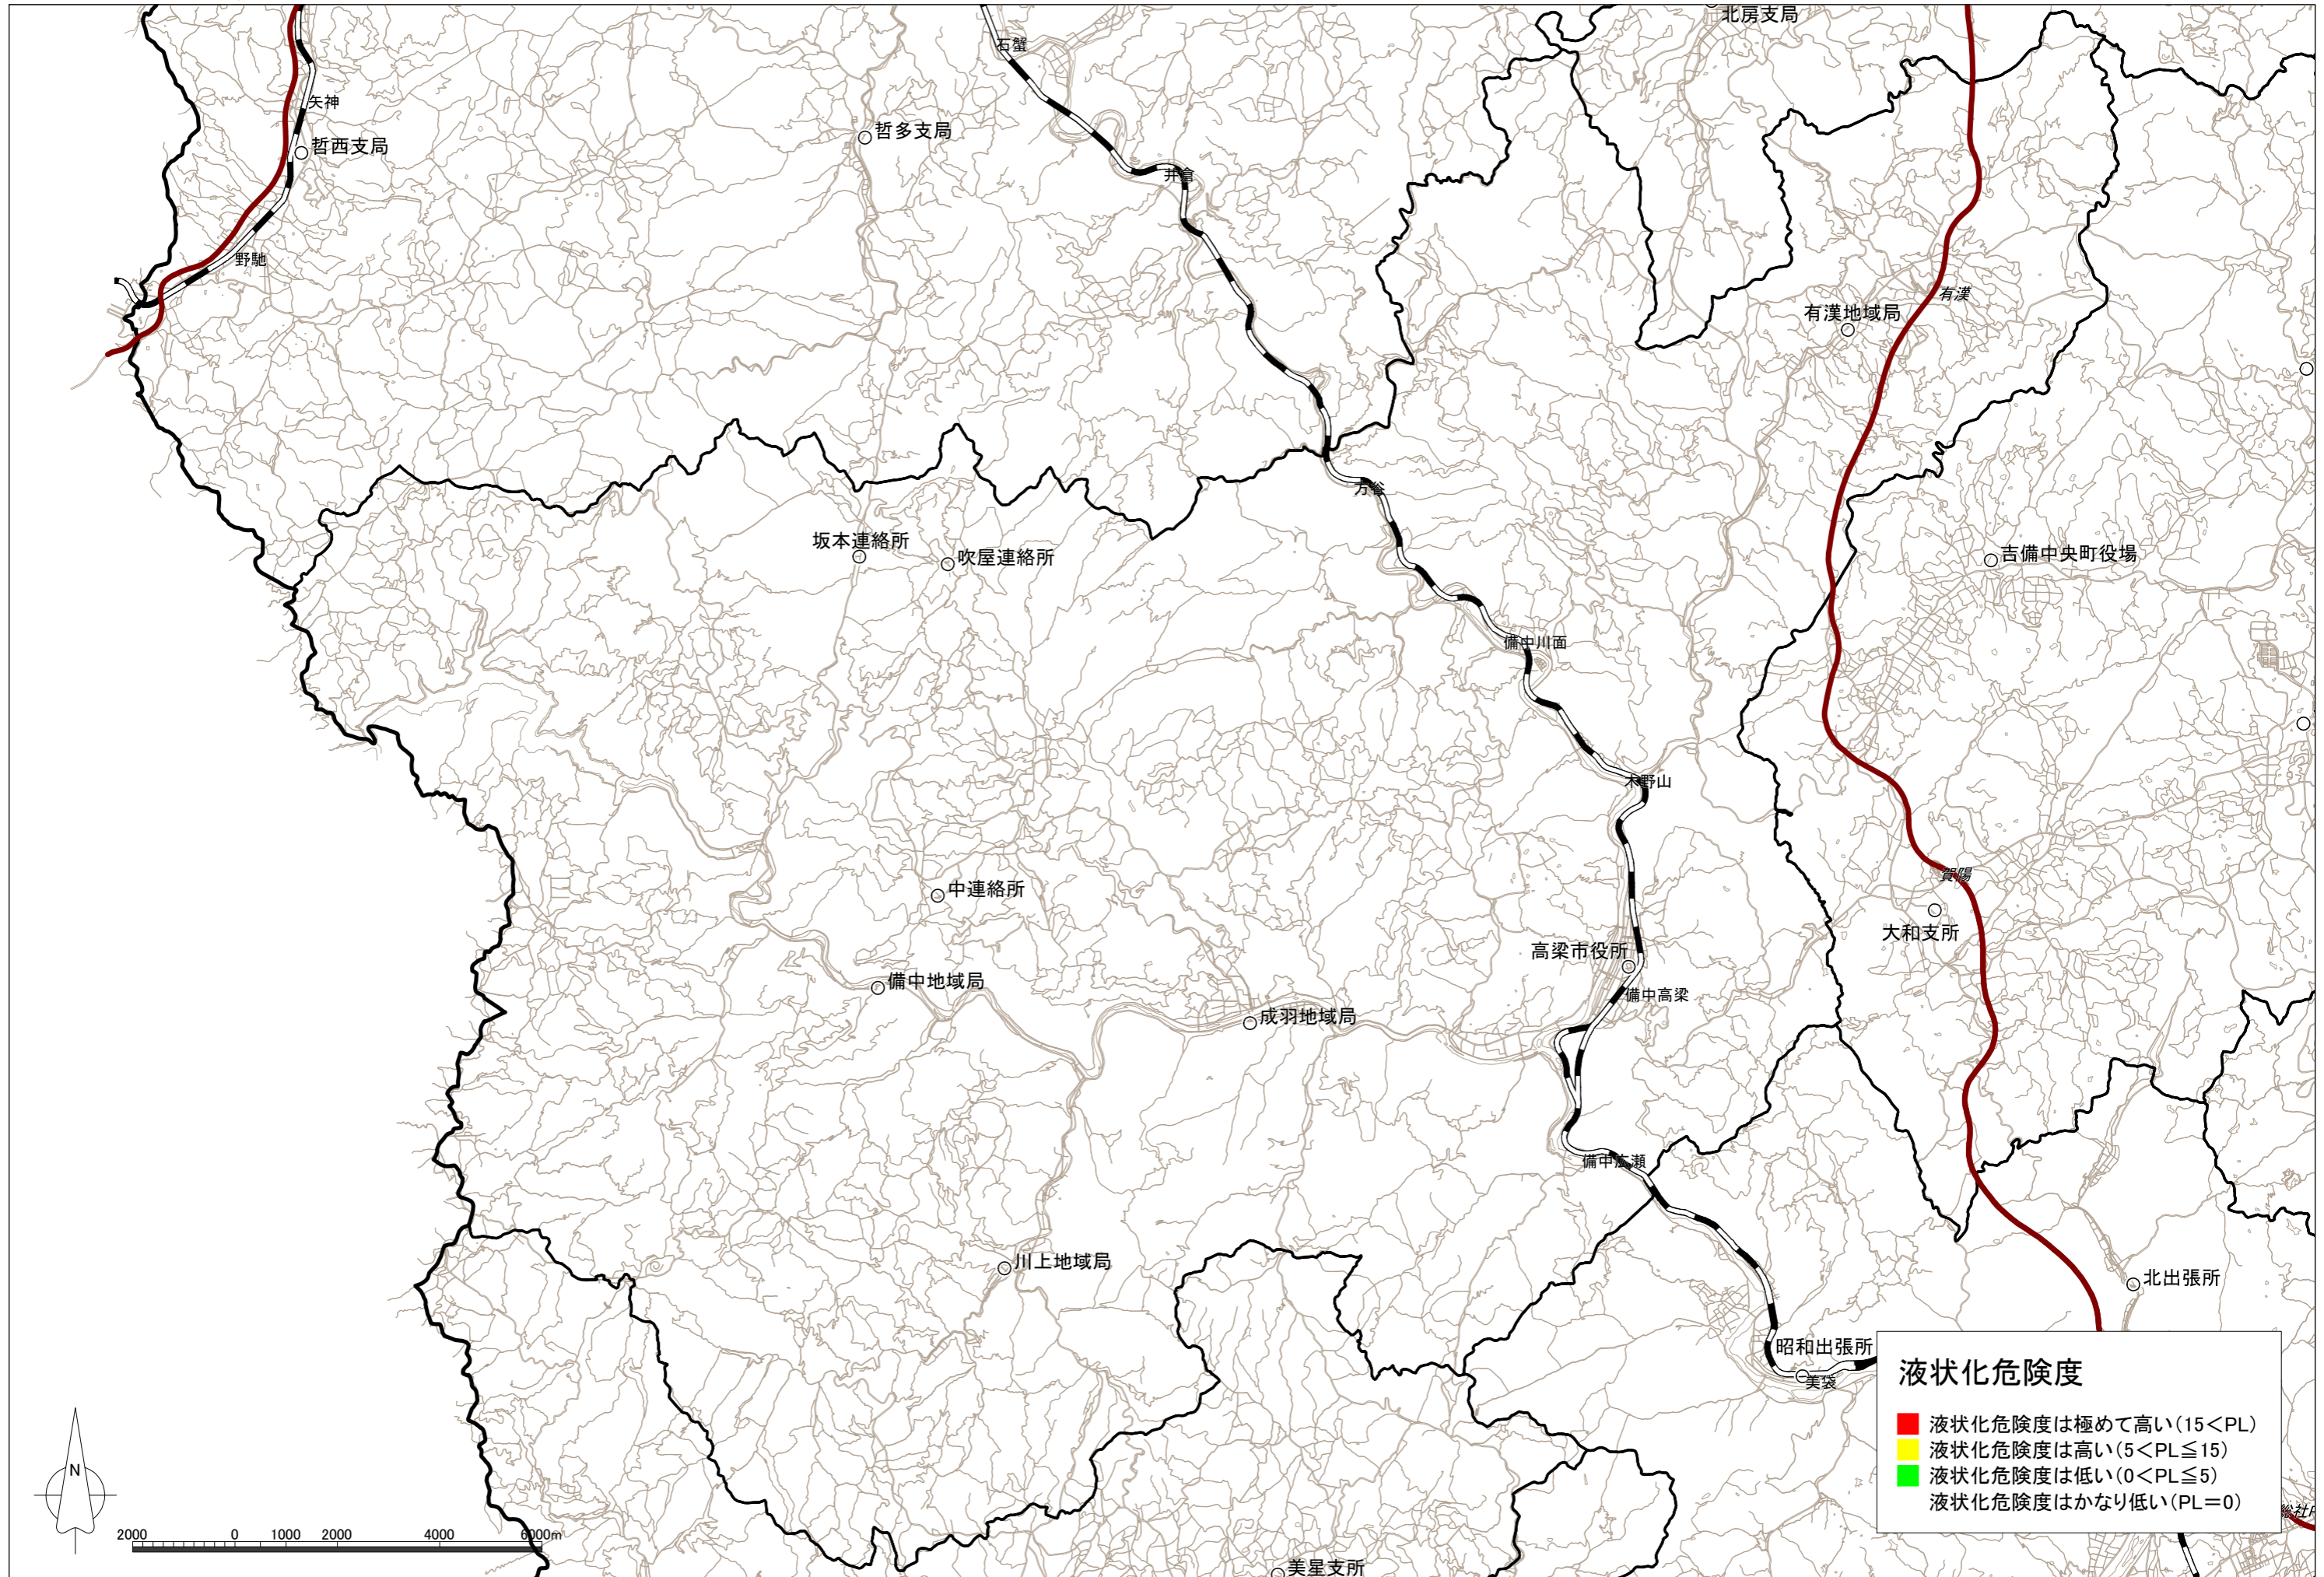 北房支局
石蟹
矢神
哲多支局
哲西支局
井倉
野馳
有漢
有漢地域局
方谷
坂本連絡所
吹屋連絡所
吉備中央町役場
備中川面
木野山
賀陽
中連絡所
大和支所
高梁市役所
備中地域局
備中高梁
成羽地域局
備中広瀬
川上地域局
北出張所
昭和出張所
美袋
液状化危険度
液状化危険度は極めて高い(15<PL)
液状化危険度は高い(5<PL≦15)
液状化危険度は低い(0<PL≦5)
液状化危険度はかなり低い(PL=0)
N
2000 0 1000 2000 4000 6000m
美星支所